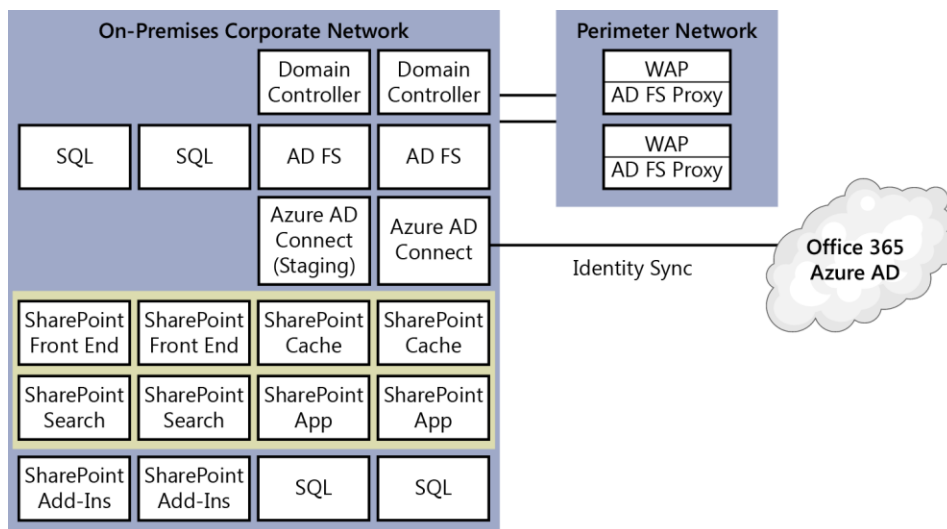 On-Premises Corporate Network
Perimeter Network
Domain
Controller
Domain
Controller
WAP
AD FS Proxy
SQL
SQL
AD FS
AD FS
WAP
AD FS Proxy
Azure AD
Connect
(Staging)
Azure AD
Connect
Identity Sync
Office 365
Azure AD
SharePoint
Front End
SharePoint
Front End
SharePoint
Cache
SharePoint
Cache
SharePoint
Search
SharePoint
Search
SharePoint
App
SharePoint
App
SharePoint
Add-Ins
SharePoint
Add-Ins
SQL
SQL